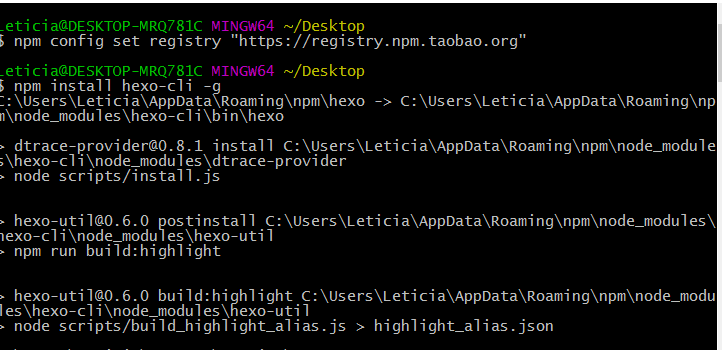 Leticia@DESKTOP-MRQ781C MINGW64 ~/Desktop
$ npm config set registry "https://registry.npm.taobao.org"
Leticia@DESKTOP-MRQ781C MINGW64 ~/Desktop
$ npm install hexo-cli -g
C:\Users\Leticia\AppData\Roaming\npm\hexo -> C:\Users\Leticia\AppData\Roaming\np
m\node_modules\hexo-cli\bin\hexo
> dtrace-provider@0.8.1 install C:\Users\Leticia\AppData\Roaming\npm\node_module
s\hexo-cli\node_modules\dtrace-provider
> node scripts/install.js
> hexo-util@0.6.0 postinstall C:\Users\Leticia\AppData\Roaming\npm\node_modules\
hexo-cli\node_modules\hexo-util
> npm run build:highlight
> hexo-util@0.6.0 build:highlight C:\Users\Leticia\AppData\Roaming\npm\node_modu
les\hexo-cli\node_modules\hexo-util
> node scripts/build_highlight_alias.js > highlight_alias.json